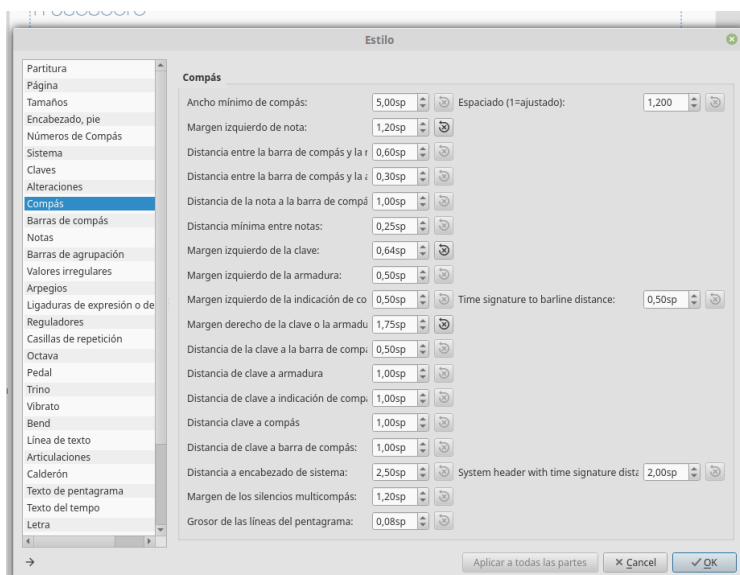 Estilo
Partitura
Página
Tamaños
Encabezado, pie
Números de Compás
Sistema
Claves
Alteraciones
Compás
Barras de compás
Notas
Barras de agrupación
Valores irregulares
Arpegios
Ligaduras de expresión o de
Reguladores
Casillas de repetición
Octava
Pedal
Trino
Vibrato
Bend
Línea de texto
Articulaciones
Calderón
Texto de pentagrama
Texto del tempo
Letra
Compás
Ancho mínimo de compás: 5,00sp Espaciado (1=ajustado): 1,200
Margen izquierdo de nota: 1,20sp
Distancia entre la barra de compás y la 0,60sp
Distancia entre la barra de compás y la 0,30sp
Distancia de la nota a la barra de compá 1,00sp
Distancia mínima entre notas: 0,25sp
Margen izquierdo de la clave: 0,64sp
Margen izquierdo de la armadura: 0,50sp
Margen izquierdo de la indicación de co 0,50sp Time signature to barline distance: 0,50sp
Margen derecho de la clave o la armadu 1,75sp
Distancia de la clave a la barra de compa 0,50sp
Distancia de clave a armadura 1,00sp
Distancia de clave a indicación de compa 1,00sp
Distancia clave a compás 1,00sp
Distancia de clave a barra de compás: 1,00sp
Distancia a encabezado de sistema: 2,50sp System header with time signature dista 2,00sp
Margen de los silencios multicompás: 1,20sp
Grosor de las líneas del pentagrama: 0,08sp
Aplicar a todas las partes Cancel OK